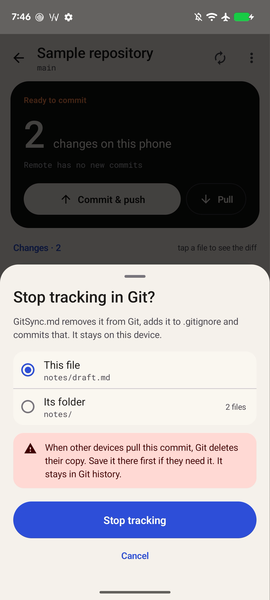 7:46
Sample repository
main
Ready to commit
2 changes on this phone
Remote has no new commits
Commit & push
Pull
Changes · 2
tap a file to see the diff
Stop tracking in Git?
GitSync.md removes it from Git, adds it to .gitignore and
commits that. It stays on this device.
This file
notes/draft.md
Its folder
notes/
2 files
When other devices pull this commit, Git deletes
their copy. Save it there first if they need it. It
stays in Git history.
Stop tracking
Cancel